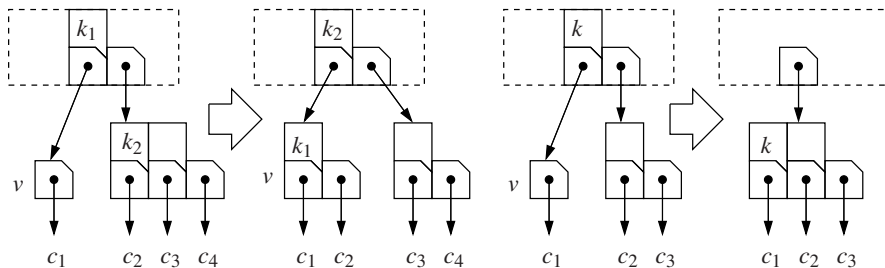 k₁ k₂ k
k₂ k₁ k
v v v
c₁ c₂ c₃ c₄ c₁ c₂ c₃ c₄ c₁ c₂ c₃ c₁ c₂ c₃